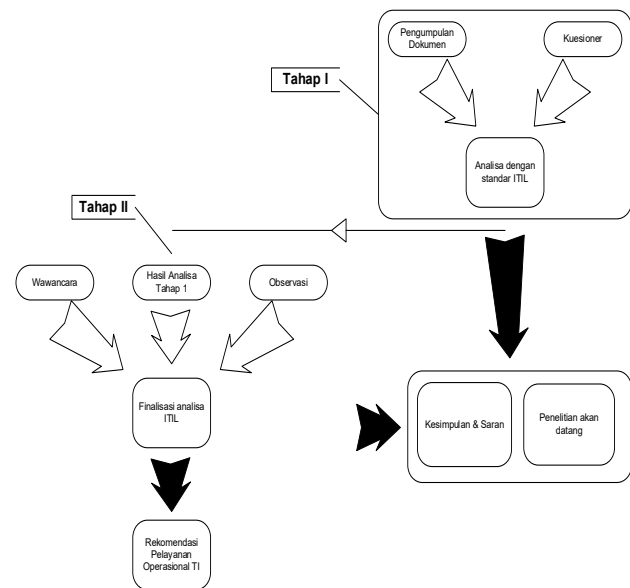 Pengumpulan
Dokumen
Kuesioner
Tahap I
Analisa dengan
standar ITIL
Tahap II
Wawancara
Hasil Analisa
Tahap 1
Observasi
Finalisasi analisa
ITIL
Kesimpulan & Saran
Penelitian akan
datang
Rekomendasi
Pelayanan
Operasional TI